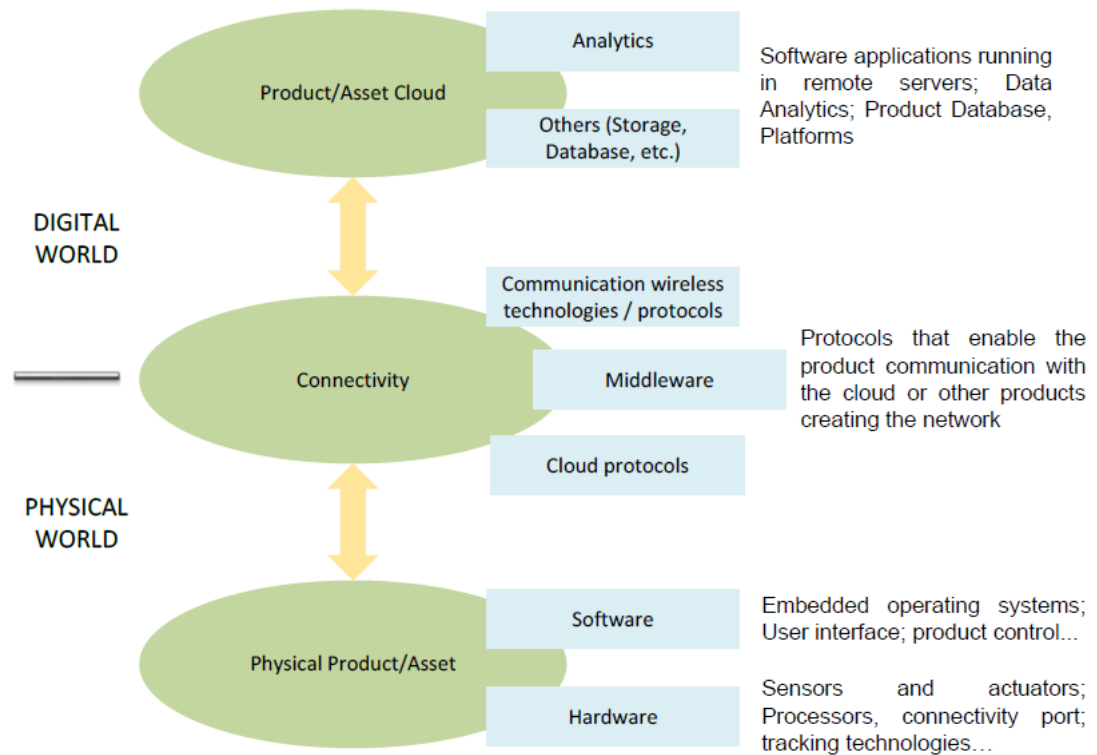 Analytics
Product/Asset Cloud
Others (Storage,
Database, etc.)
Software applications running
in remote servers; Data
Analytics; Product Database,
Platforms
DIGITAL
WORLD
Communication wireless
technologies / protocols
Connectivity
Middleware
Cloud protocols
Protocols that enable the
product communication with
the cloud or other products
creating the network
PHYSICAL
WORLD
Software
Physical Product/Asset
Hardware
Embedded operating systems;
User interface; product control...
Sensors and actuators;
Processors, connectivity port;
tracking technologies…